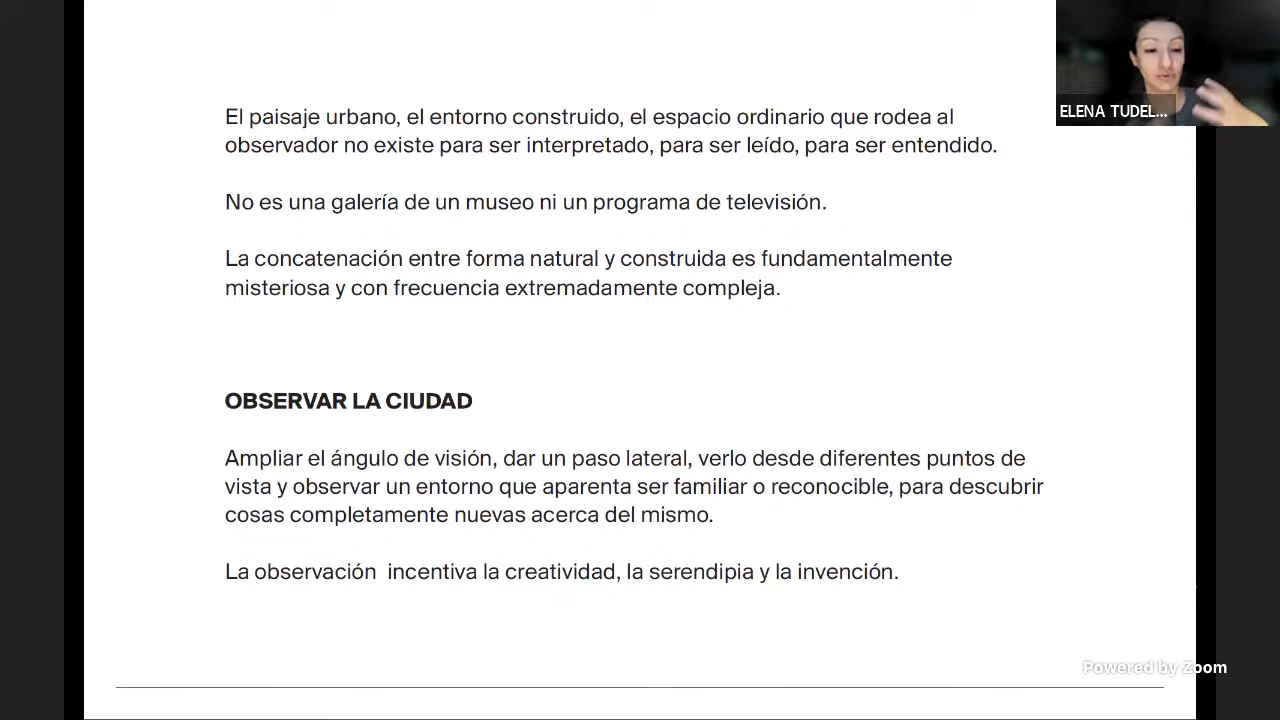 ELENA TUDEL...
El paisaje urbano, el entorno construido, el espacio ordinario que rodea al
observador no existe para ser interpretado, para ser leído, para ser entendido.
No es una galería de un museo ni un programa de televisión.
La concatenación entre forma natural y construida es fundamentalmente
misteriosa y con frecuencia extremadamente compleja.
OBSERVAR LA CIUDAD
Ampliar el ángulo de visión, dar un paso lateral, verlo desde diferentes puntos de
vista y observar un entorno que aparenta ser familiar o reconocible, para descubrir
cosas completamente nuevas acerca del mismo.
La observación  incentiva la creatividad, la serendipia y la invención.
Powered by Zoom